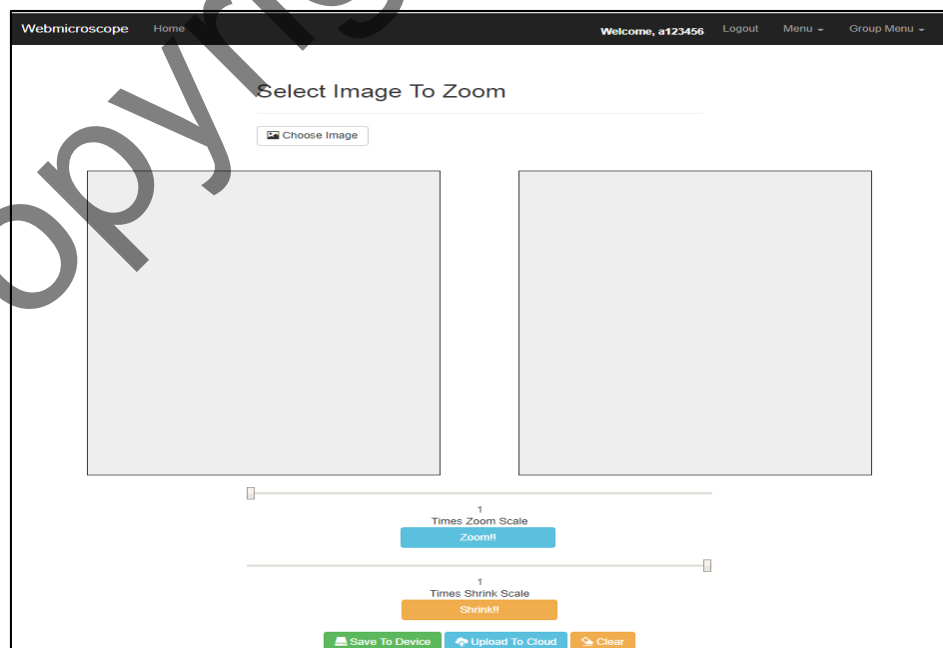 Webmicroscope Home Welcome, a123456 Logout Menu Group Menu
Select Image To Zoom
Choose Image
1
Times Zoom Scale
Zoom!!
1
Times Shrink Scale
Shrink!!
Save To Device Upload To Cloud Clear